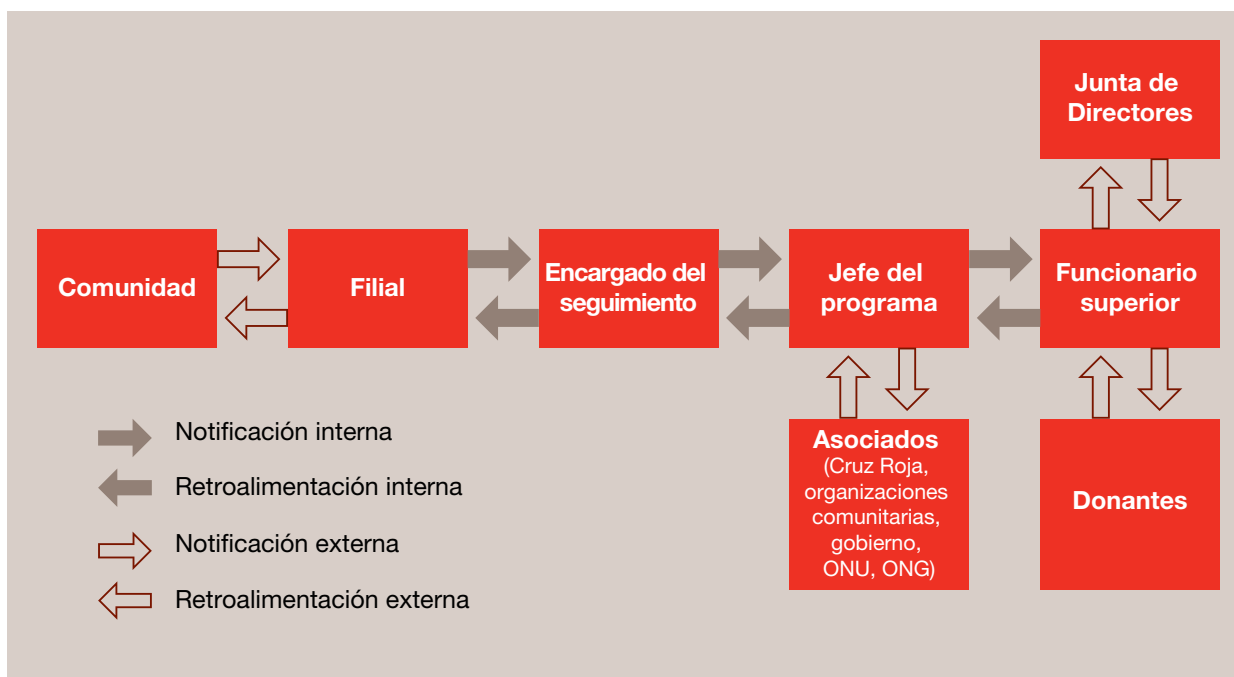 Junta de
Directores
Comunidad
Filial
Encargado del
seguimiento
Jefe del
programa
Funcionario
superior
Notificación interna
Retroalimentación interna
Notificación externa
Retroalimentación externa
Asociados
(Cruz Roja,
organizaciones
comunitarias,
gobierno,
ONU, ONG)
Donantes